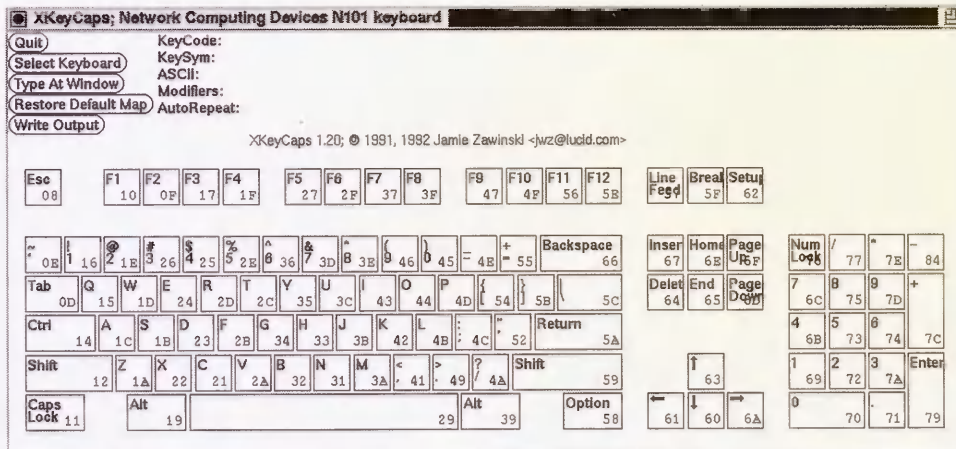 XKeyCaps; Network Computing Devices N101 keyboard
Quit
Select Keyboard
Type At Window
Restore Default Map
Write Output
KeyCode:
KeySym:
ASCII:
Modifiers:
AutoRepeat:
XKeyCaps 1.20; © 1991, 1992 Jamie Zawinski <jwz@lucid.com>
Esc 08 F1 10 F2 0F F3 17 F4 1F F5 27 F6 2F F7 37 F8 3F F9 47 F10 4F F11 56 F12 5E Line Feed Break 5F Setup 62
~ ` 0E ! 1 16 @ 2 1E # 3 26 $ 4 25 % 5 2E ^ 6 36 & 7 3D * 8 3E ( 9 46 ) 0 45 _ = 4E + = 55 Backspace 66 Inser 67 Home 6E Page Up 6F Num Lock 76 / 77 * 7E - 84
Tab 0D Q 15 W 1D E 24 R 2D T 2C Y 35 U 3C I 43 O 44 P 4D { [ 54 } ] 5B | \ 5C Delet 64 End 65 Page Down 6D 7 6C 8 75 9 7D + 7C
Ctrl 14 A 1C S 1B D 23 F 2B G 34 H 33 J 3B K 42 L 4B : ; 4C " ' 52 Return 5A 4 6B 5 73 6 74
Shift 12 Z 1A X 22 C 21 V 2A B 32 N 31 M 3A < , 41 > . 49 ? / 4A Shift 59 ↑ 63 1 69 2 72 3 7A Enter 79
Caps Lock 11 Alt 19 29 Alt 39 Option 58 ← 61 ↓ 60 → 6A 0 70 . 71